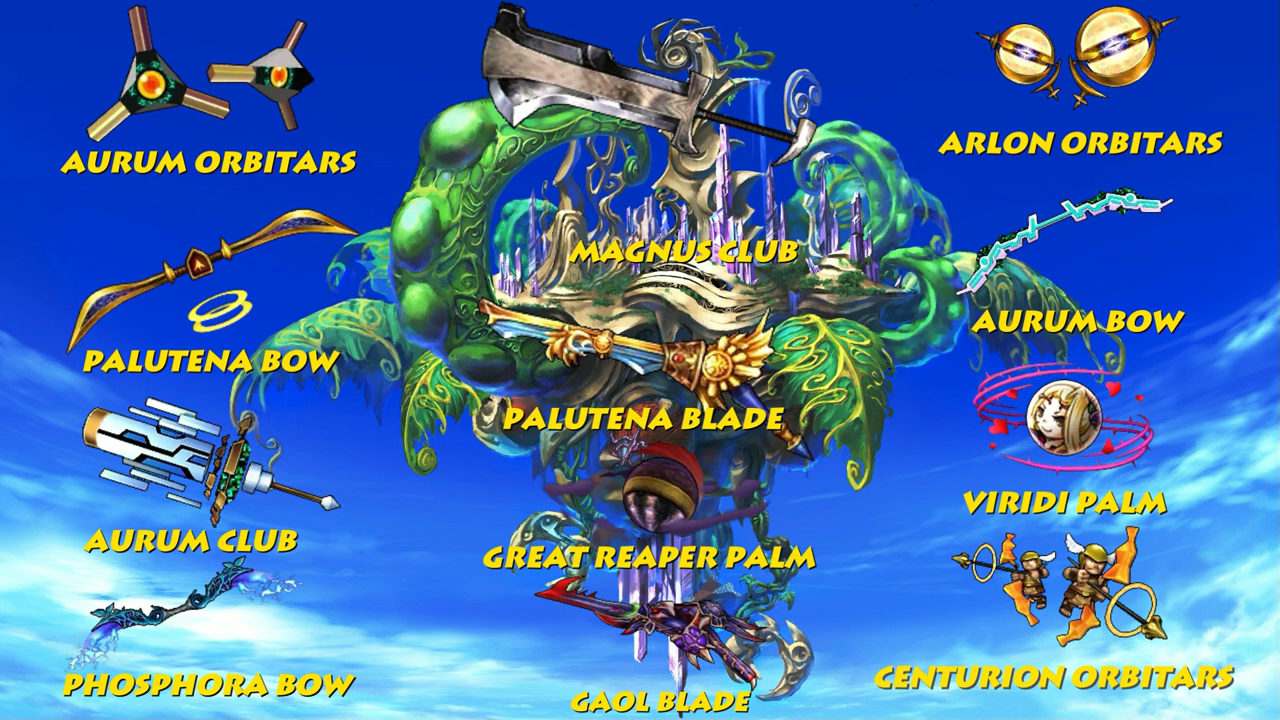 AURUM ORBITARS
PALUTENA BOW
AURUM CLUB
PHOSPHORA BOW
MAGNUS CLUB
PALUTENA BLADE
GREAT REAPER PALM
GAOL BLADE
ARLON ORBITARS
AURUM BOW
VIRIDI PALM
CENTURION ORBITARS